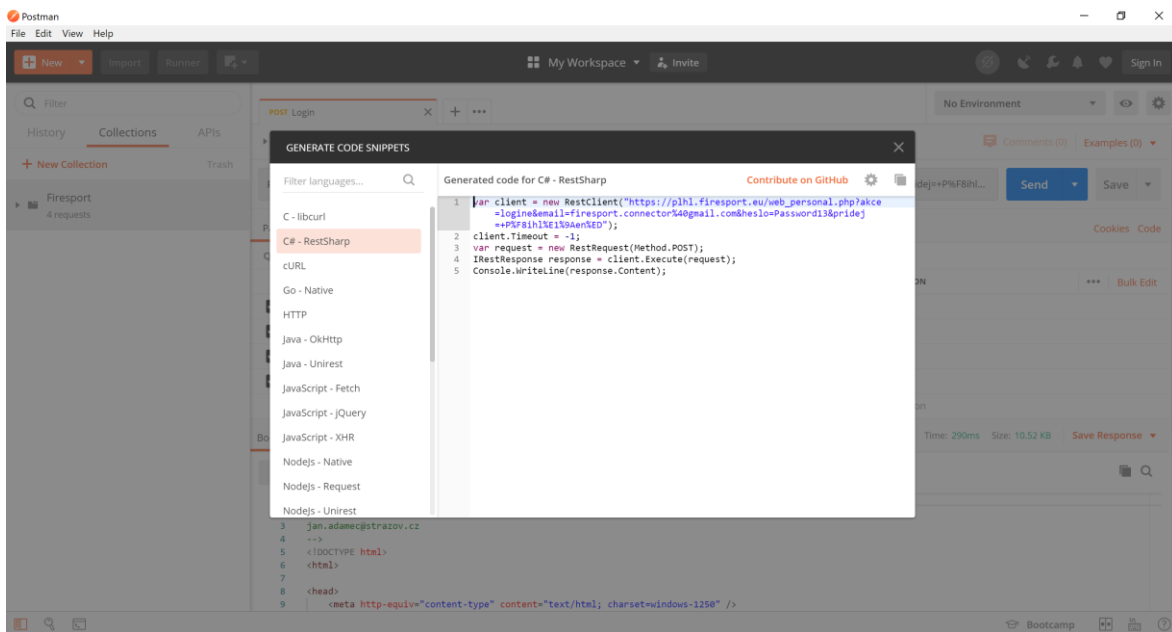 Postman
File Edit View Help
New Import Runner My Workspace Invite Sign In
Filter
History Collections APIs
+ New Collection Trash
Firesport
4 requests
POST Login
No Environment
Comments (0) Examples (0)
Send Save
Cookies Code
Bulk Edit
GENERATE CODE SNIPPETS
Filter languages...
C - libcurl
C# - RestSharp
cURL
Go - Native
HTTP
Java - OkHttp
Java - Unirest
JavaScript - Fetch
JavaScript - jQuery
JavaScript - XHR
NodeJs - Native
NodeJs - Request
NodeJs - Unirest
Generated code for C# - RestSharp Contribute on GitHub
1 var client = new RestClient("https://plhl.firesport.eu/web_personal.php?akce
=logine&email=firesport.connector%40gmail.com&heslo=Password13&pridej
=+P%F8ihl%E1%9Aen%ED");
2 client.Timeout = -1;
3 var request = new RestRequest(Method.POST);
4 IRestResponse response = client.Execute(request);
5 Console.WriteLine(response.Content);
Time: 290ms Size: 10.52 KB Save Response
3 jan.adamec@strazov.cz
4 -->
5 <!DOCTYPE html>
6 <html>
7
8 <head>
9 <meta http-equiv="content-type" content="text/html; charset=windows-1250" />
Bootcamp